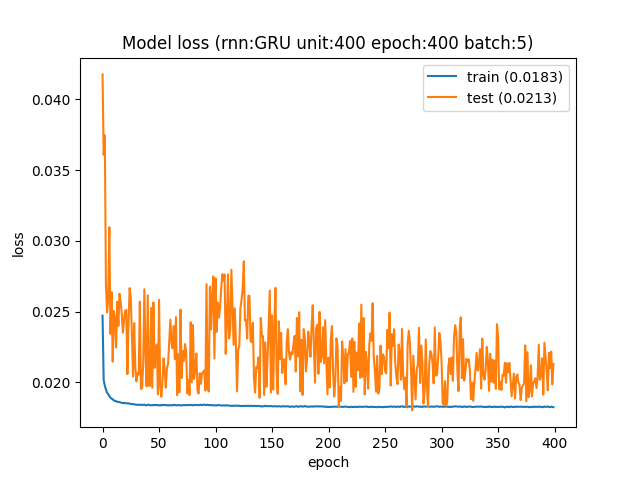 Model loss (rnn:GRU unit:400 epoch:400 batch:5)
train (0.0183)
test (0.0213)
0.040
0.035
0.030
0.025
0.020
loss
0 50 100 150 200 250 300 350 400
epoch